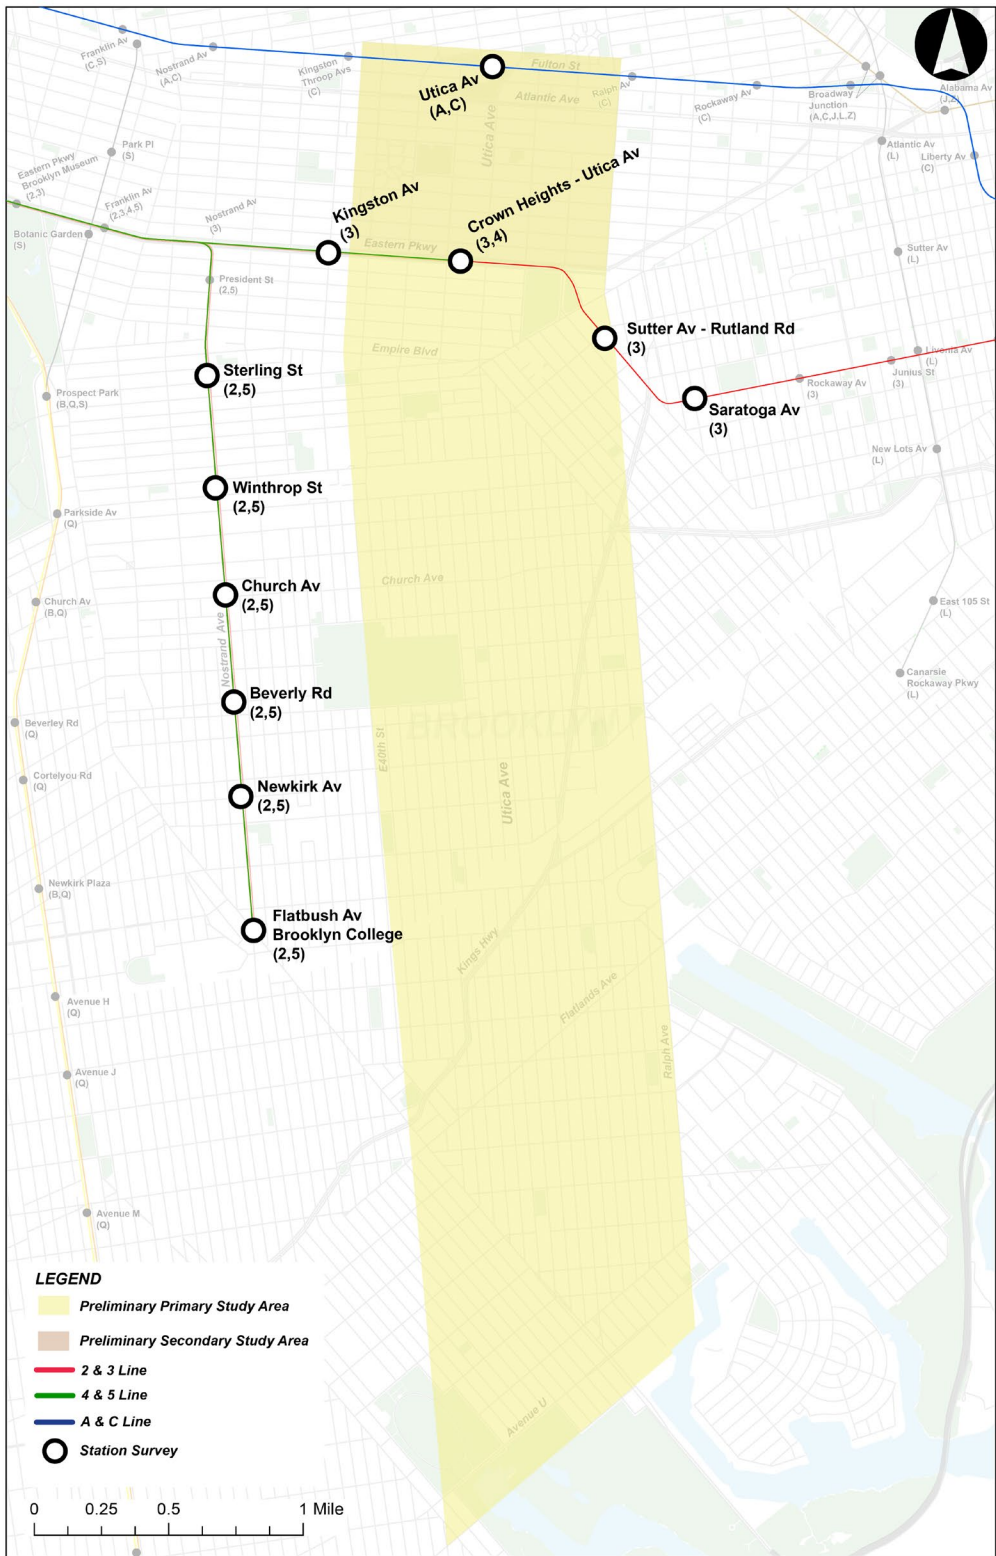 Franklin Av
(C,S)
Nostrand Av
(A,C)
Kingston
Throop Avs
(C)
Utica Av
(A,C)
Fulton St
Atlantic Ave
Ralph Av
(C)
Rockaway Av
(C)
Broadway
Junction
(A,C,J,L,Z)
Alabama Av
(J,Z)
Utica Ave
Atlantic Av
(L)
Liberty Av
(C)
Park Pl
(S)
Eastern Pkwy
Brooklyn Museum
(2,3)
Franklin Av
(2,3,4,5)
Botanic Garden
(S)
Nostrand Av
(3)
Kingston Av
(3)
Eastern Pkwy
Crown Heights - Utica Av
(3,4)
Sutter Av
(L)
President St
(2,5)
Sutter Av - Rutland Rd
(3)
Empire Blvd
Livonia Av
(L)
Junius St
(3)
Rockaway Av
(3)
Saratoga Av
(3)
Sterling St
(2,5)
Prospect Park
(B,Q,S)
New Lots Av
(L)
Winthrop St
(2,5)
Parkside Av
(Q)
Church Av
(2,5)
Church Ave
Church Av
(B,Q)
East 105 St
(L)
Nostrand Ave
Canarsie
Rockaway Pkwy
(L)
Beverly Rd
(2,5)
Beverley Rd
(Q)
BROOKLYN
E40th St
Cortelyou Rd
(Q)
Newkirk Av
(2,5)
Utica Ave
Newkirk Plaza
(B,Q)
Flatbush Av
Brooklyn College
(2,5)
Kings Hwy
Flatlands Ave
Avenue H
(Q)
Ralph Ave
Avenue J
(Q)
Avenue M
(Q)
Avenue U
LEGEND
Preliminary Primary Study Area
Preliminary Secondary Study Area
2 & 3 Line
4 & 5 Line
A & C Line
Station Survey
0 0.25 0.5 1 Mile